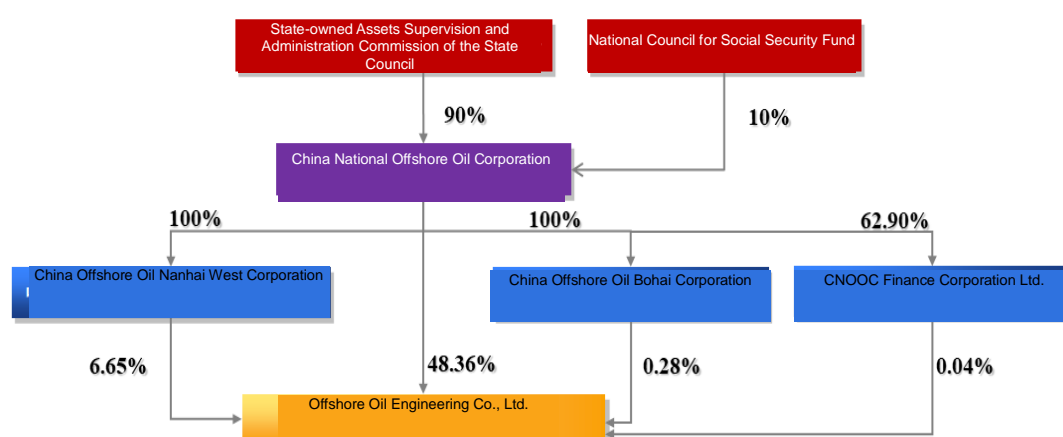 State-owned Assets Supervision and
Administration Commission of the State
Council
National Council for Social Security Fund
90%
10%
China National Offshore Oil Corporation
100%
100%
62.90%
China Offshore Oil Nanhai West Corporation
China Offshore Oil Bohai Corporation
CNOOC Finance Corporation Ltd.
6.65%
48.36%
0.28%
0.04%
Offshore Oil Engineering Co., Ltd.